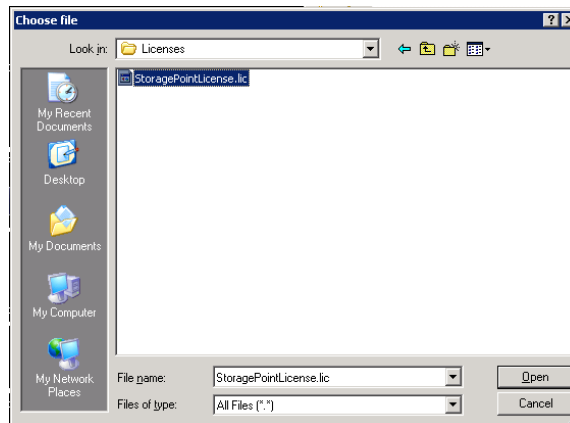 Choose file
Look in:
Licenses
StoragePointLicense.lic
My Recent
Documents
Desktop
My Documents
My Computer
My Network
Places
File name:
StoragePointLicense.lic
Open
Files of type:
All Files (*.*)
Cancel